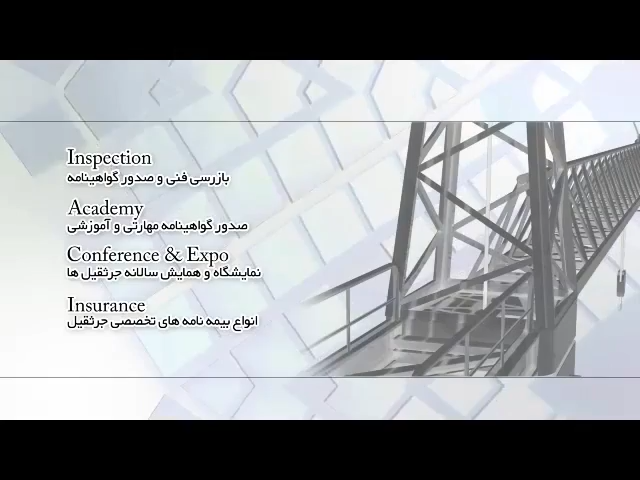 Inspection
بازرسی فنی و صدور گواهینامه
Academy
صدور گواهینامه مهارتی و آموزشی
Conference & Expo
نمایشگاه و همایش سالانه جرثقیل ها
Insurance
انواع بیمه نامه های تخصصی جرثقیل